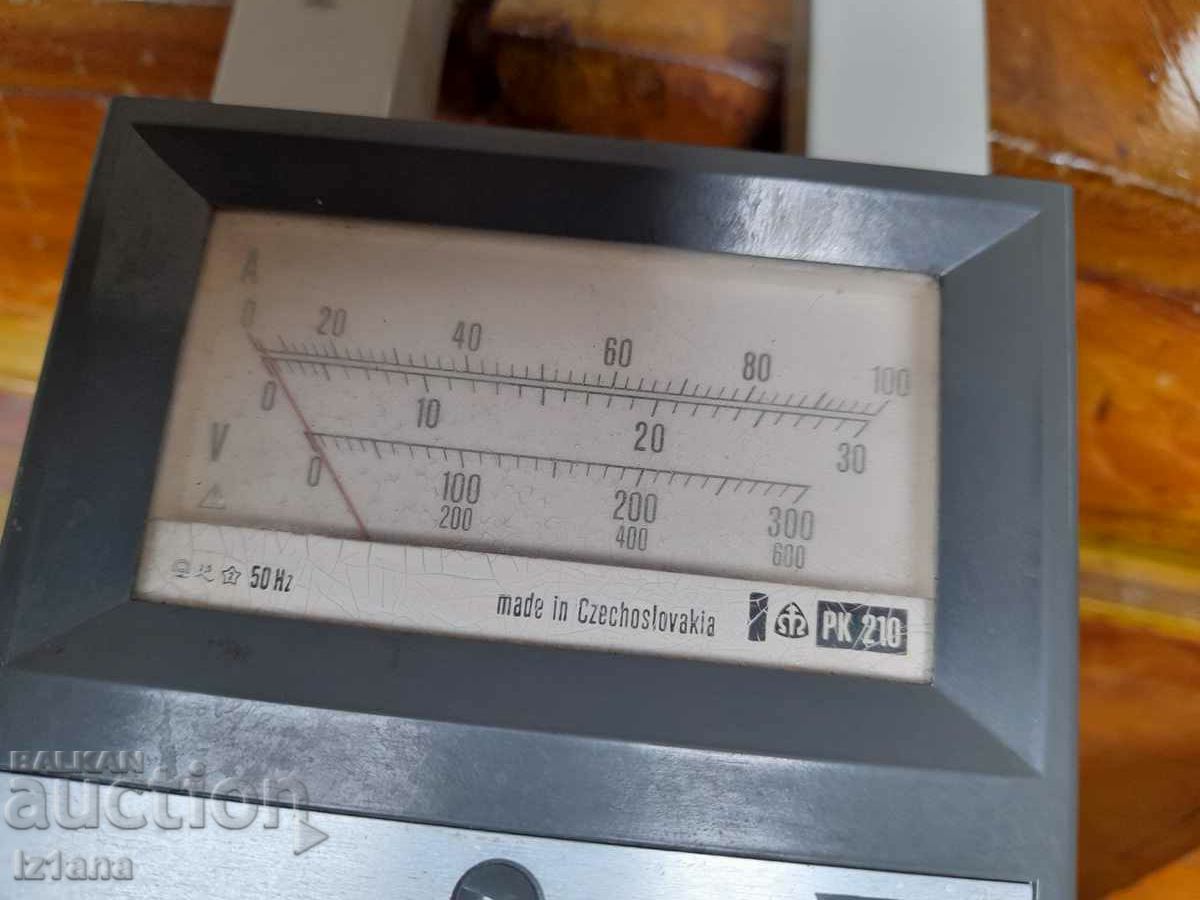 A
0 20 40 60 80 100
0 10 20 30
V
0 100 200 300
200 400 600
50 Hz
made in Czechoslovakia PK 210
BALKAN
auction
iz1ana